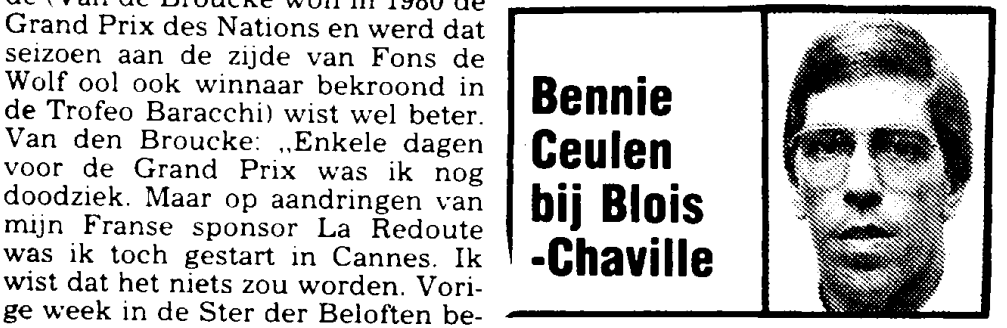 de (Van de Broucke won in 1980 de
Grand Prix des Nations en werd dat
seizoen aan de zijde van Fons de
Wolf ool ook winnaar bekroond in
de Trofeo Baracchi) wist wel beter.
Van den Broucke: „Enkele dagen
voor de Grand Prix was ik nog
doodziek. Maar op aandringen van
mijn Franse sponsor La Redoute
was ik toch gestart in Cannes. Ik
wist dat het niets zou worden. Vori-
ge week in de Ster der Beloften be-
Bennie
Ceulen
bij Blois
-Chaville